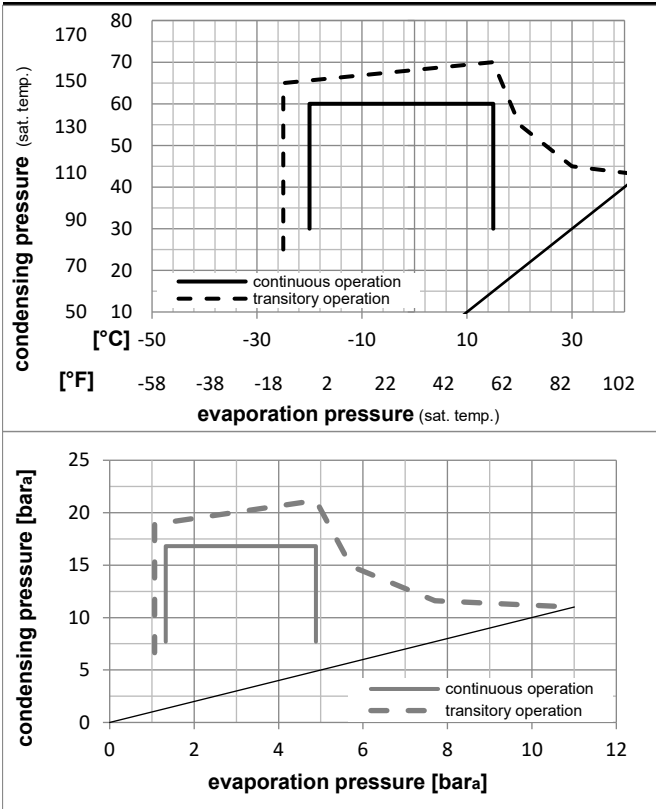 condensing pressure (sat. temp.)
170 150 130 110 90 70 50
80 70 60 50 40 30 20 10
continuous operation
transitory operation
[°C] -50 -30 -10 10 30
[°F] -58 -38 -18 2 22 42 62 82 102
evaporation pressure (sat. temp.)
condensing pressure [bara]
25 20 15 10 5 0
continuous operation
transitory operation
0 2 4 6 8 10 12
evaporation pressure [bara]